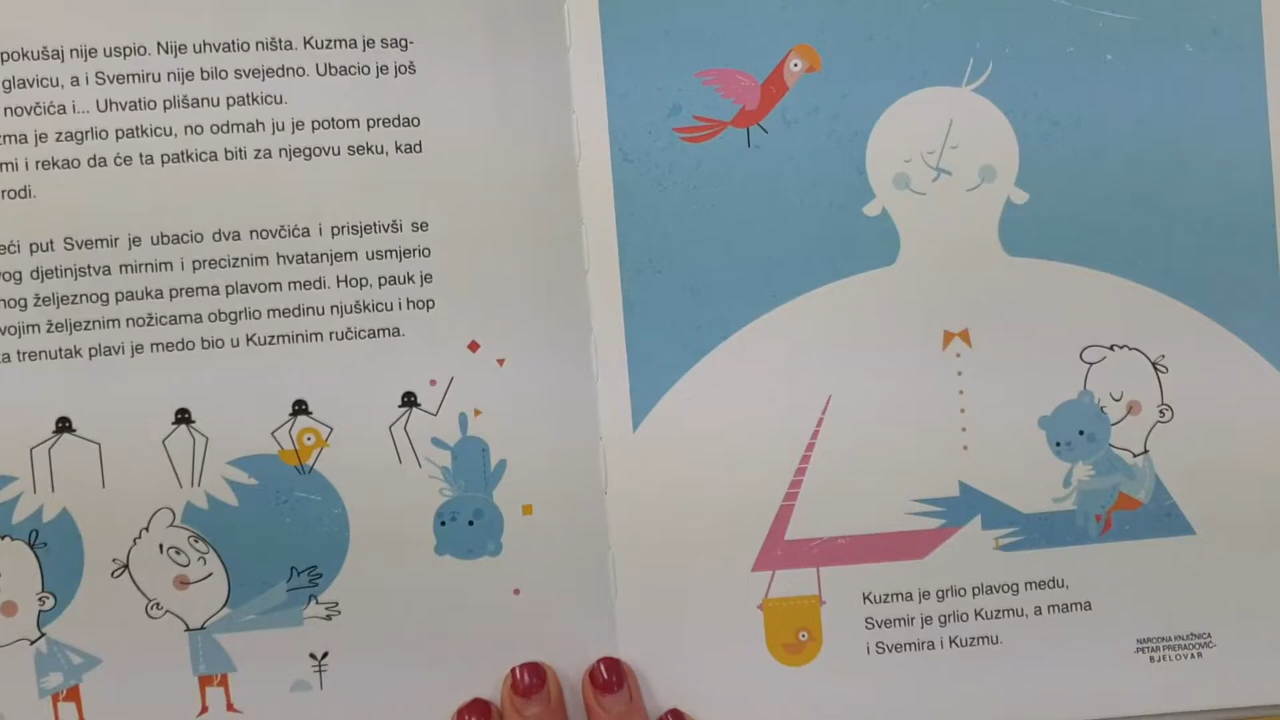 pokušaj nije uspio. Nije uhvatio ništa. Kuzma je sag-
glavicu, a i Svemiru nije bilo svejedno. Ubacio je još
novčića i... Uhvatio plišanu patkicu.
zma je zagrlio patkicu, no odmah ju je potom predao
mi i rekao da će ta patkica biti za njegovu seku, kad
rodi.
eći put Svemir je ubacio dva novčića i prisjetivši se
vog djetinjstva mirnim i preciznim hvatanjem usmjerio
nog željeznog pauka prema plavom medi. Hop, pauk je
vojim željeznim nožicama obgrlio medinu njuškicu i hop
za trenutak plavi je medo bio u Kuzminim ručicama.
Kuzma je grlio plavog medu,
Svemir je grlio Kuzmu, a mama
i Svemira i Kuzmu.
NARODNA KNJIŽNICA
-PETAR PRERADOVIĆ-
BJELOVAR